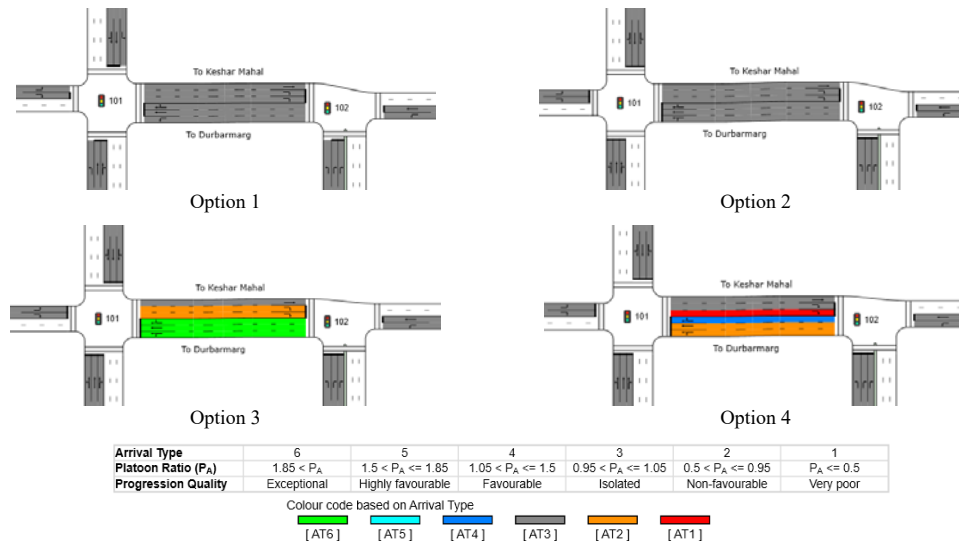 To Keshar Mahal
101
102
To Durbarmarg
Option 1
To Keshar Mahal
101
102
To Durbarmarg
Option 2
To Keshar Mahal
101
102
To Durbarmarg
Option 3
To Keshar Mahal
101
102
To Durbarmarg
Option 4
Arrival Type 6 5 4 3 2 1
Platoon Ratio (PA) 1.85 < PA 1.5 < PA <= 1.85 1.05 < PA <= 1.5 0.95 < PA <= 1.05 0.5 < PA <= 0.95 PA <= 0.5
Progression Quality Exceptional Highly favourable Favourable Isolated Non-favourable Very poor
Colour code based on Arrival Type
[ AT6 ] [ AT5 ] [ AT4 ] [ AT3 ] [ AT2 ] [ AT1 ]